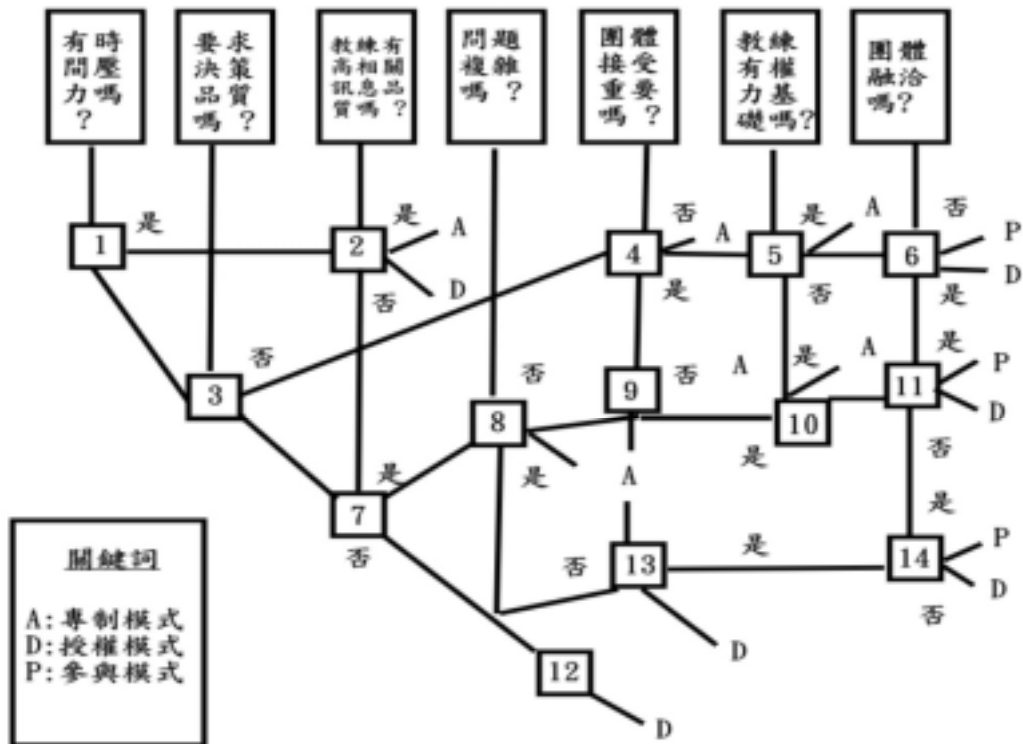 有時間壓力嗎？
要求決策品質嗎？
教練有高相關訊息品質嗎？
問題複雜嗎？
團體接受重要嗎？
教練有權力基礎嗎？
團體融洽嗎？
1
是
2
是
A
D
否
4
否
A
是
5
是
A
否
6
否
P
D
是
3
否
8
否
是
9
否
A
A
10
是
是
A
11
是
P
D
否
7
是
否
13
否
是
D
14
是
P
D
否
12
D
關鍵詞
A:專制模式
D:授權模式
P:參與模式